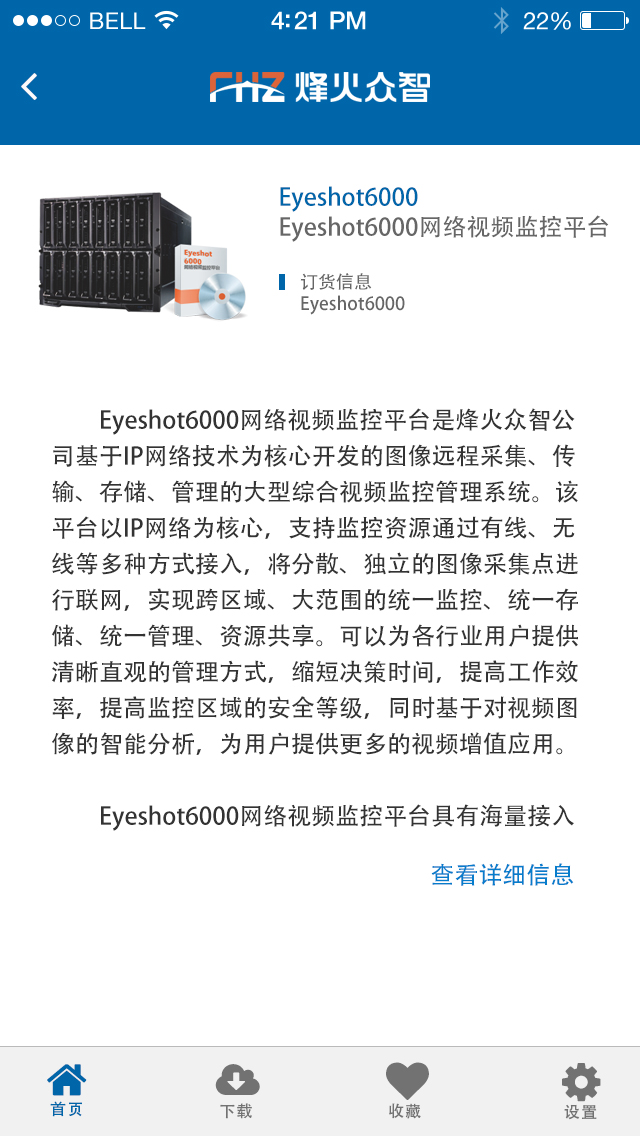 BELL 4:21 PM 22%
FHZ 烽火众智
Eyeshot6000
Eyeshot6000网络视频监控平台
Eyeshot
6000
网络视频监控平台
订货信息
Eyeshot6000
Eyeshot6000网络视频监控平台是烽火众智公
司基于IP网络技术为核心开发的图像远程采集、传
输、存储、管理的大型综合视频监控管理系统。该
平台以IP网络为核心，支持监控资源通过有线、无
线等多种方式接入，将分散、独立的图像采集点进
行联网，实现跨区域、大范围的统一监控、统一存
储、统一管理、资源共享。可以为各行业用户提供
清晰直观的管理方式，缩短决策时间，提高工作效
率，提高监控区域的安全等级，同时基于对视频图
像的智能分析，为用户提供更多的视频增值应用。
Eyeshot6000网络视频监控平台具有海量接入
查看详细信息
首页 下载 收藏 设置